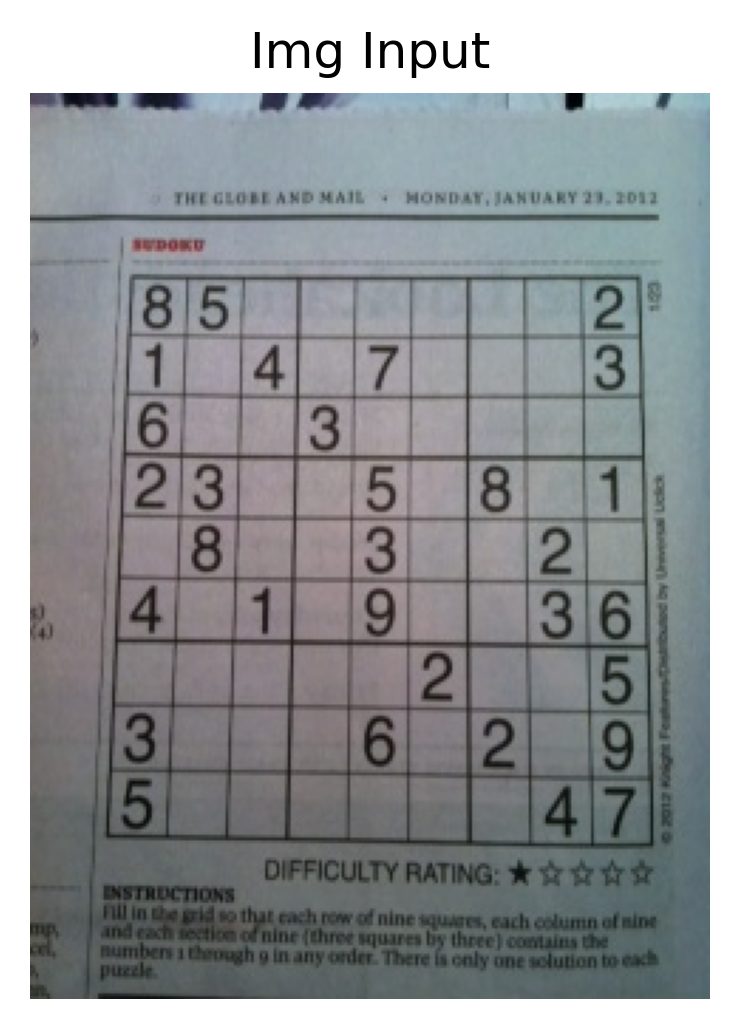 Img Input
THE GLOBE AND MAIL • MONDAY, JANUARY 23, 2012
SUDOKU
1/23
8 5 2
1 4 7 3
6 3
2 3 5 8 1
8 3 2
4 1 9 3 6
2 5
3 6 2 9
5 4 7
© 2012 Knight Features/Distributed by Universal Uclick
DIFFICULTY RATING: ★☆☆☆☆
INSTRUCTIONS
Fill in the grid so that each row of nine squares, each column of nine
and each section of nine (three squares by three) contains the
numbers 1 through 9 in any order. There is only one solution to each
puzzle.
(4)